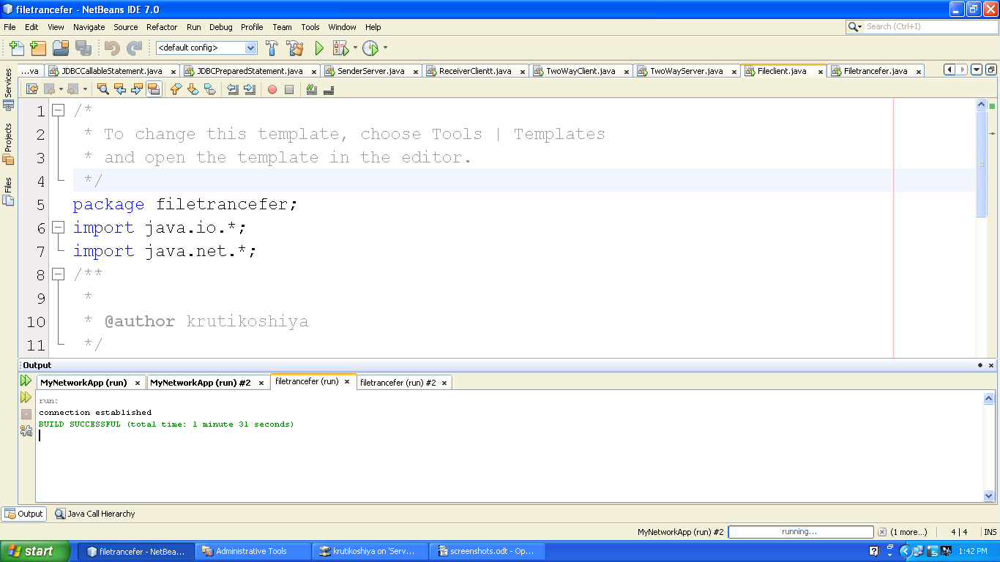 filetrancefer - NetBeans IDE 7.0
File Edit View Navigate Source Refactor Run Debug Profile Team Tools Window Help
Search (Ctrl+I)
<default config>
...va JDBCCallableStatement.java JDBCPreparedStatement.java SenderServer.java ReceiverClientt.java TwoWayClient.java TwoWayServer.java Fileclient.java Filetrancefer.java
Services
Projects
Files
1 /*
2 * To change this template, choose Tools | Templates
3 * and open the template in the editor.
4 */
5 package filetrancefer;
6 import java.io.*;
7 import java.net.*;
8 /**
9 *
10 * @author krutikoshiya
11 */
Output
MyNetworkApp (run) MyNetworkApp (run) #2 filetrancefer (run) filetrancefer (run) #2
run:
connection established
BUILD SUCCESSFUL (total time: 1 minute 31 seconds)
Output Java Call Hierarchy
MyNetworkApp (run) #2 running... (1 more...) 4 | 4 INS
start filetrancefer - NetBea... Administrative Tools krutikoshiya on 'Serv... screenshots.odt - Op... 1:42 PM